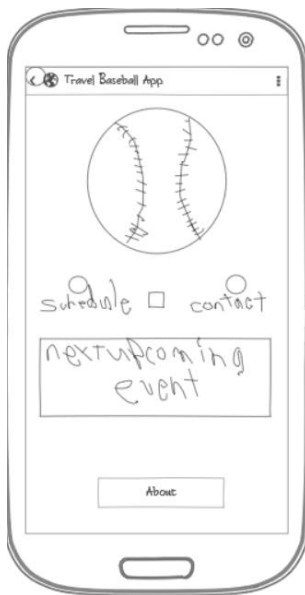 Travel Baseball App
schedule contact
nextupcoming
event
About